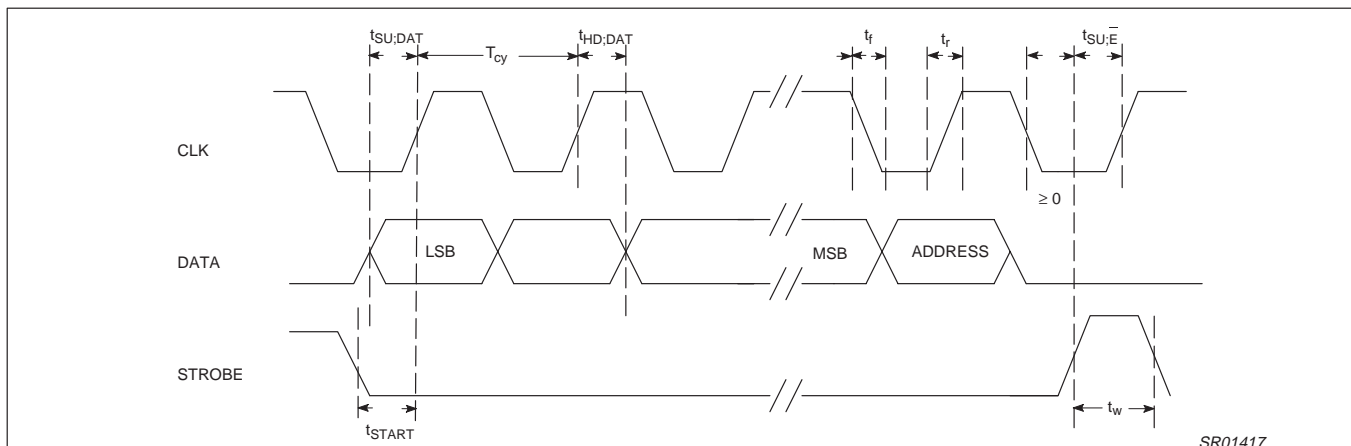 tSU;DAT Tcy tHD;DAT tf tr tSU;E̅
CLK
≥ 0
DATA LSB MSB ADDRESS
STROBE
tSTART tw
SR01417